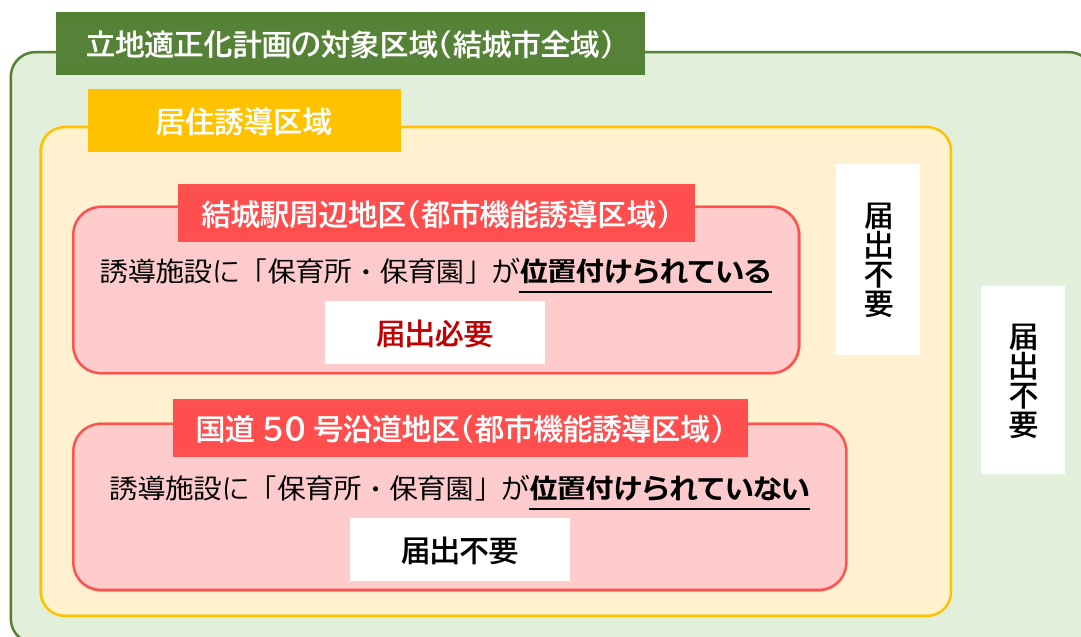 立地適正化計画の対象区域（結城市全域）
居住誘導区域
結城駅周辺地区（都市機能誘導区域）
誘導施設に「保育所・保育園」が位置付けられている
届出必要
届出不要
届出不要
国道 50 号沿道地区（都市機能誘導区域）
誘導施設に「保育所・保育園」が位置付けられていない
届出不要